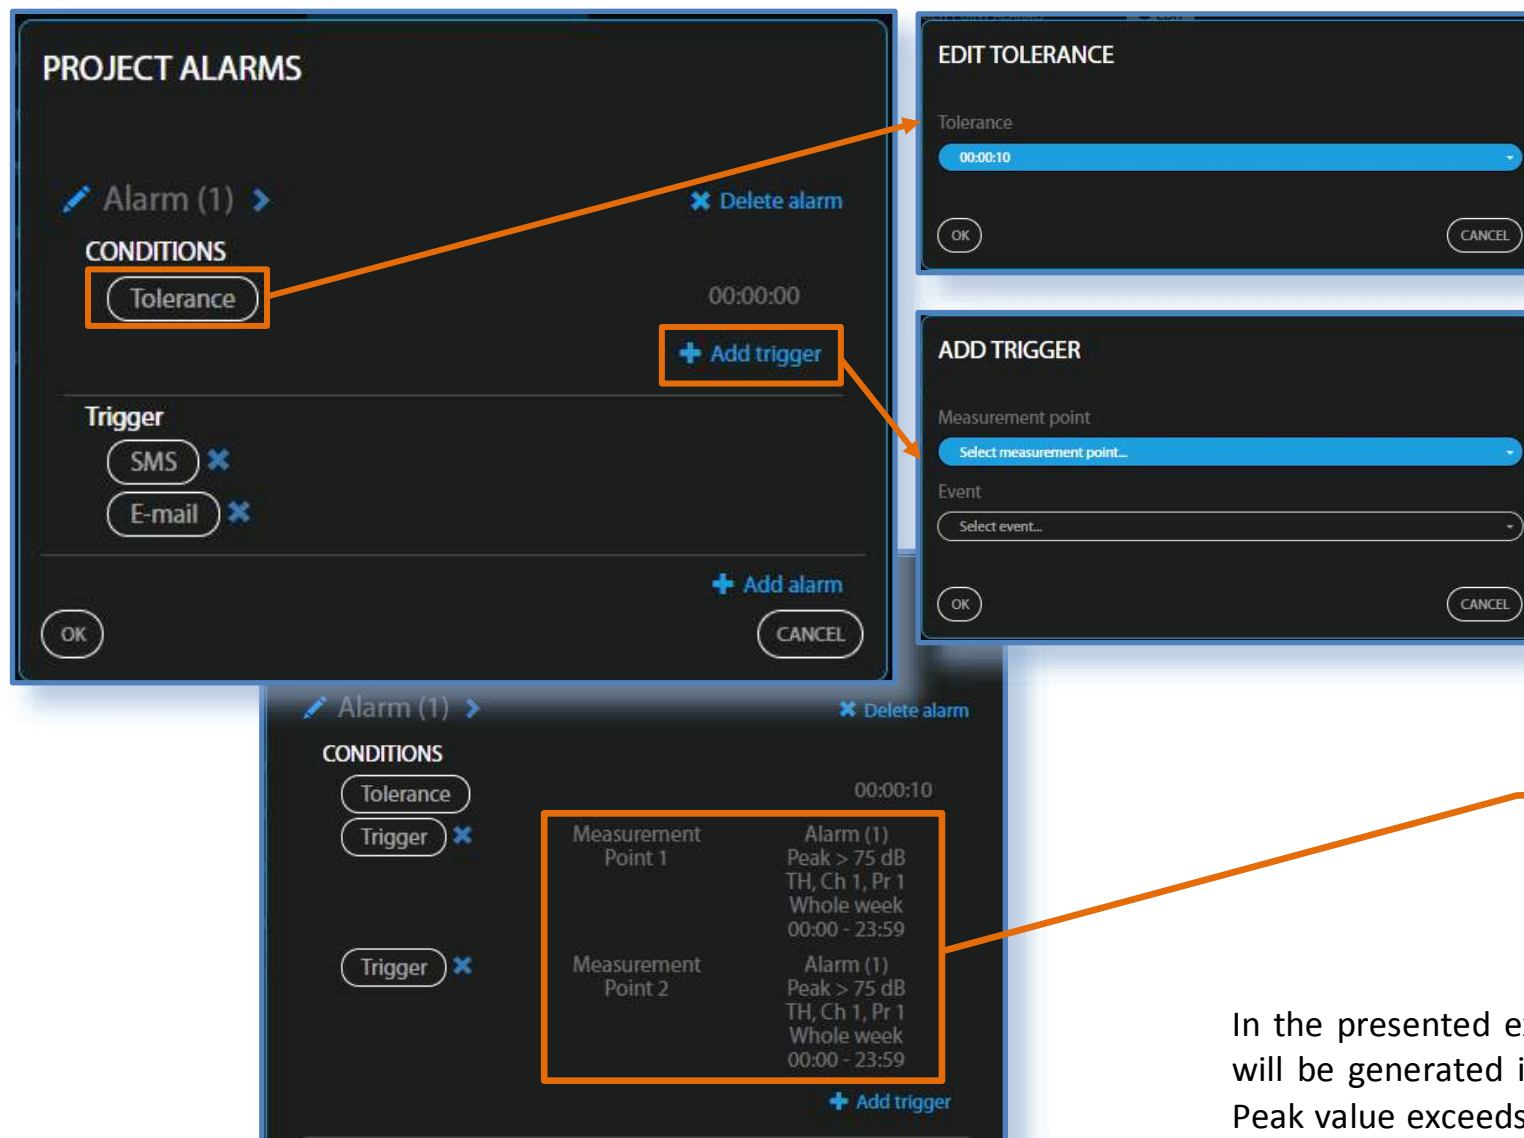 PROJECT ALARMS
Alarm (1)
Delete alarm
CONDITIONS
Tolerance
00:00:00
Add trigger
Trigger
SMS
E-mail
Add alarm
OK
CANCEL
EDIT TOLERANCE
Tolerance
00:00:10
OK
CANCEL
ADD TRIGGER
Measurement point
Select measurement point...
Event
Select event...
OK
CANCEL
Alarm (1)
Delete alarm
CONDITIONS
Tolerance
00:00:10
Trigger
Measurement
Point 1
Alarm (1)
Peak > 75 dB
TH, Ch 1, Pr 1
Whole week
00:00 - 23:59
Trigger
Measurement
Point 2
Alarm (1)
Peak > 75 dB
TH, Ch 1, Pr 1
Whole week
00:00 - 23:59
Add trigger
In the presented
will be generated
Peak value exceeds